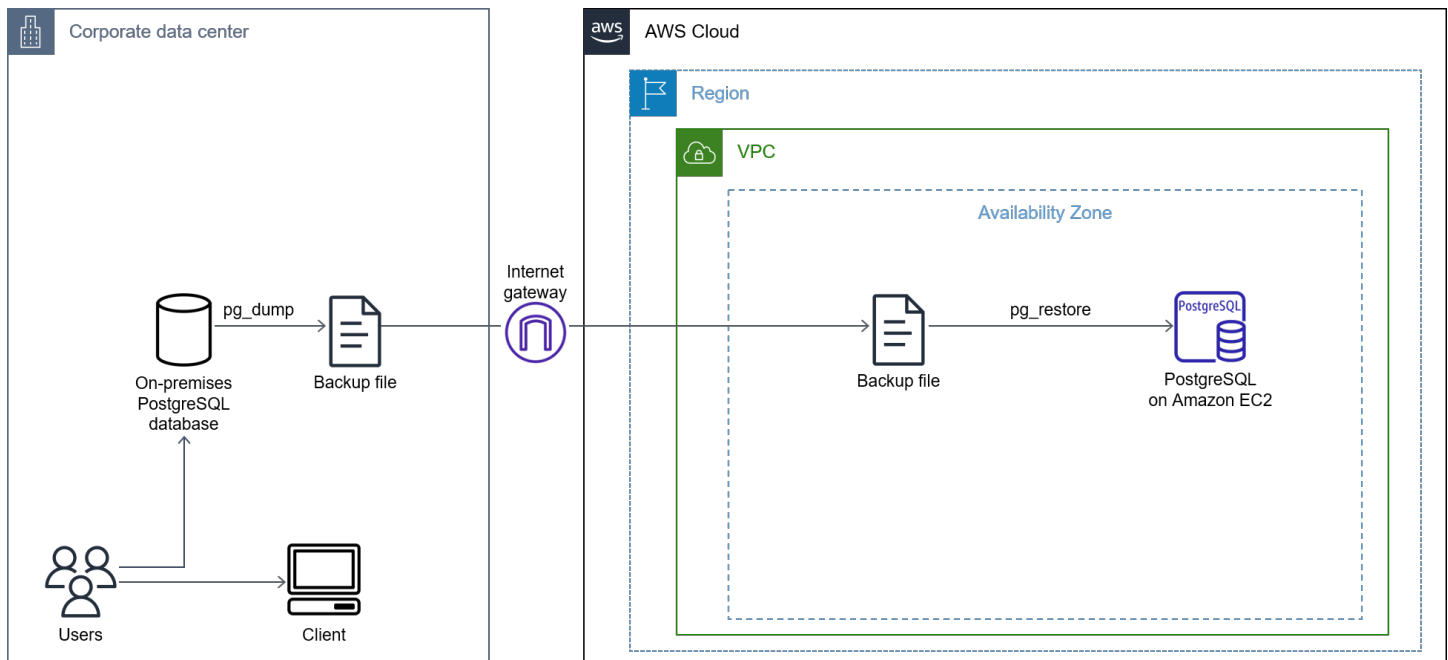 Corporate data center
aws
AWS Cloud
Region
VPC
Availability Zone
Internet
gateway
pg_dump
pg_restore
PostgreSQL
On-premises
PostgreSQL
database
Backup file
Backup file
PostgreSQL
on Amazon EC2
Users
Client